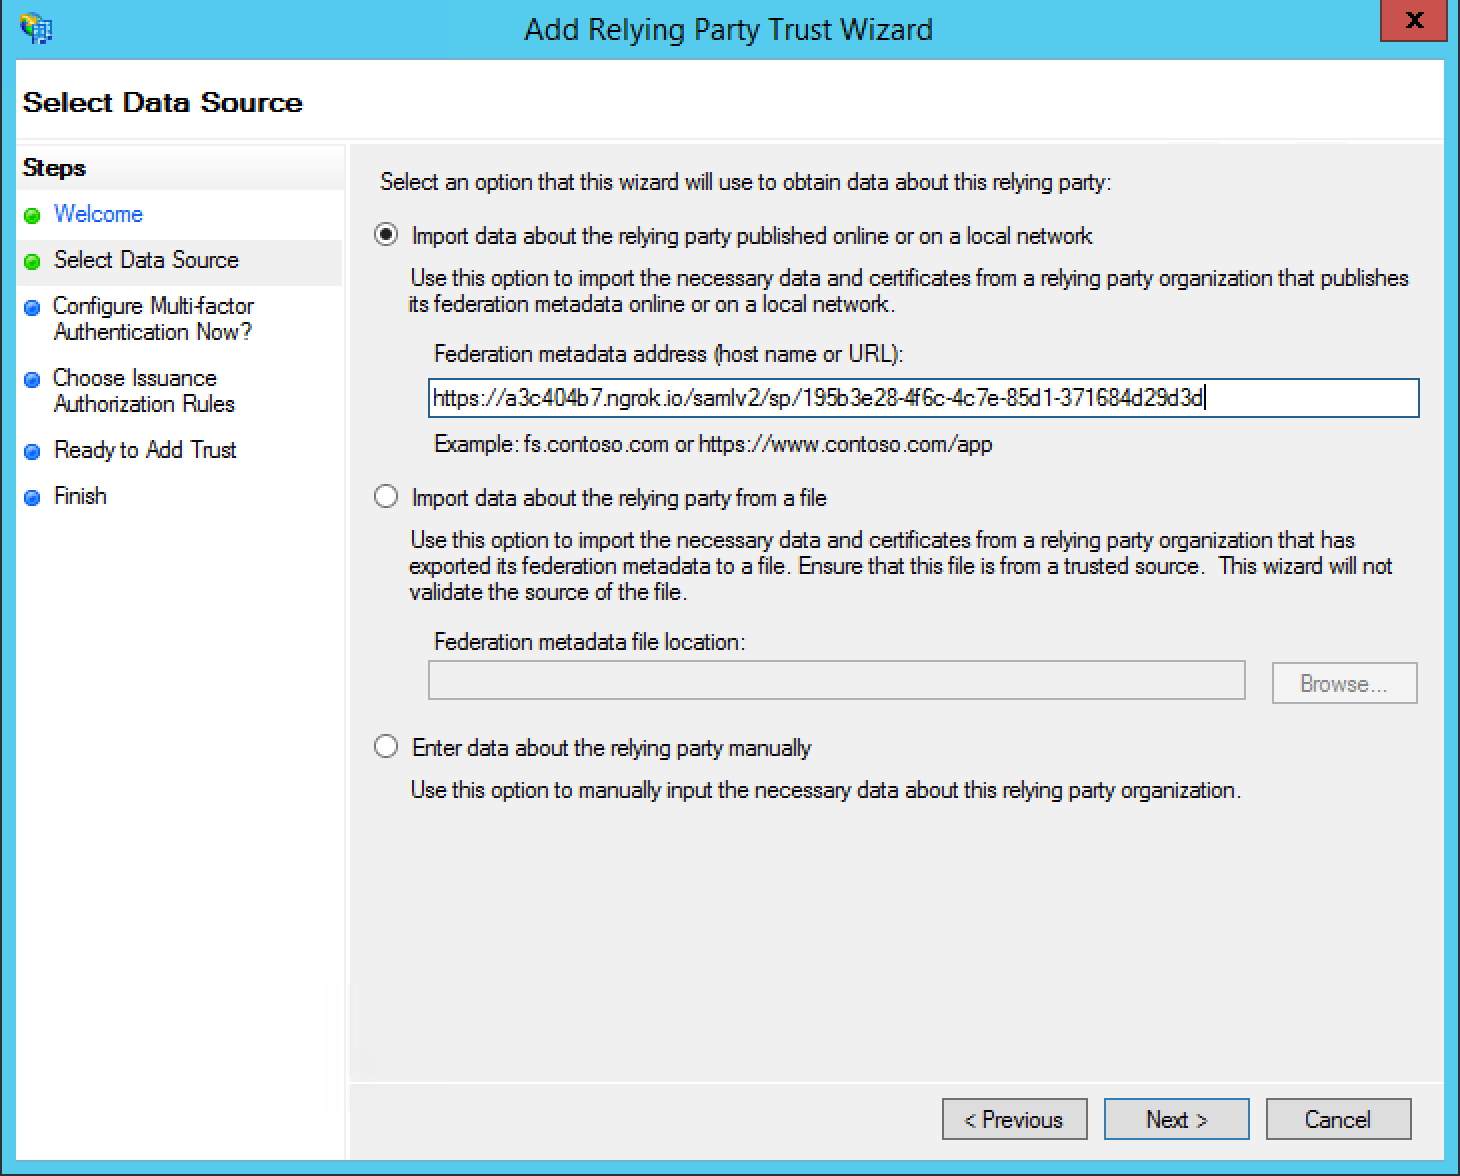 Add Relying Party Trust Wizard
x
Select Data Source
Steps
Welcome
Select Data Source
Configure Multi-factor
Authentication Now?
Choose Issuance
Authorization Rules
Ready to Add Trust
Finish
Select an option that this wizard will use to obtain data about this relying party:
Import data about the relying party published online or on a local network
Use this option to import the necessary data and certificates from a relying party organization that publishes
its federation metadata online or on a local network.
Federation metadata address (host name or URL):
https://a3c404b7.ngrok.io/samlv2/sp/195b3e28-4f6c-4c7e-85d1-371684d29d3d
Example: fs.contoso.com or https://www.contoso.com/app
Import data about the relying party from a file
Use this option to import the necessary data and certificates from a relying party organization that has
exported its federation metadata to a file. Ensure that this file is from a trusted source.  This wizard will not
validate the source of the file.
Federation metadata file location:
Browse...
Enter data about the relying party manually
Use this option to manually input the necessary data about this relying party organization.
< Previous
Next >
Cancel